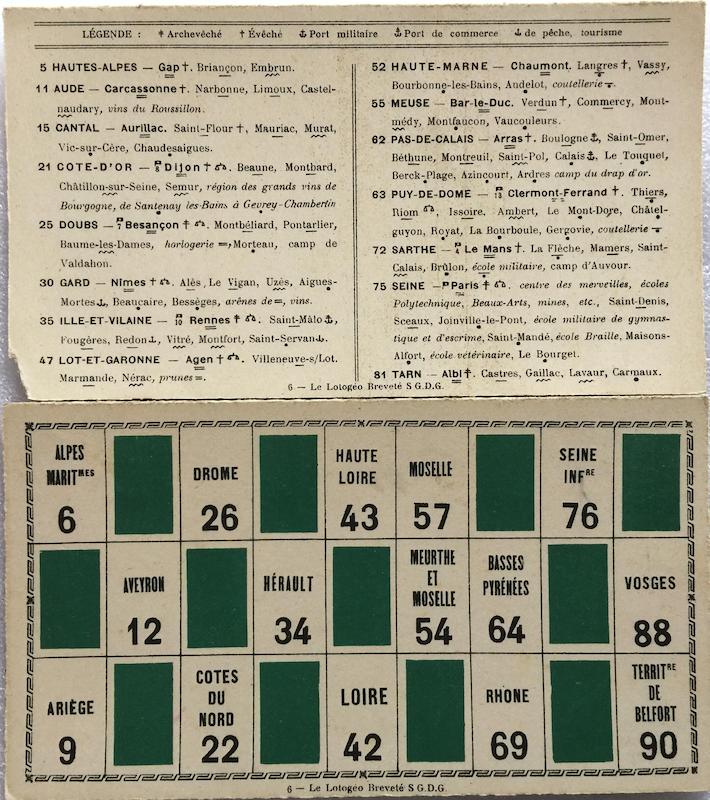 LÉGENDE : ☨ Archevêché † Évêché ⚓ Port militaire ⚓ Port de commerce ⚓ de pêche, tourisme
5 HAUTES-ALPES — Gap †. Briançon, Embrun.
11 AUDE — Carcassonne †. Narbonne, Limoux, Castel-
naudary, vins du Roussillon.
15 CANTAL — Aurillac. Saint-Flour †, Mauriac, Murat,
Vic-sur-Cère, Chaudesaigues.
21 COTE-D'OR — 8 Dijon †. Beaune, Montbard,
Châtillon-sur-Seine, Semur, région des grands vins de
Bourgogne, de Santenay les-Bains à Gevrey-Chambertin
25 DOUBS — 7 Besançon ☨. Montbéliard, Pontarlier,
Baume-les-Dames, horlogerie, Morteau, camp de
Valdahon.
30 GARD — Nîmes †. Alès, Le Vigan, Uzès, Aigues-
Mortes ⚓, Beaucaire, Bessèges, arènes de, vins.
35 ILLE-ET-VILAINE — 10 Rennes ☨. Saint-Mâlo ⚓,
Fougères, Redon ⚓, Vitré, Montfort, Saint-Servan ⚓.
47 LOT-ET-GARONNE — Agen †. Villeneuve-s/Lot.
Marmande, Nérac, prunes.
52 HAUTE-MARNE — Chaumont. Langres †, Vassy,
Bourbonne-les-Bains, Andelot, coutellerie
55 MEUSE — Bar-le-Duc. Verdun †, Commercy, Mont-
médy, Montfaucon, Vaucouleurs.
62 PAS-DE-CALAIS — Arras †. Boulogne ⚓, Saint-Omer,
Béthune, Montreuil, Saint-Pol, Calais ⚓, Le Touquet,
Berck-Plage, Azincourt, Ardres camp du drap d'or.
63 PUY-DE-DOME — 13 Clermont-Ferrand †. Thiers,
Riom, Issoire. Ambert, Le Mont-Dore, Châtel-
guyon, Royat, La Bourboule, Gergovie, coutellerie
72 SARTHE — 4 Le Mans †. La Flèche, Mamers, Saint-
Calais, Brûlon, école militaire, camp d'Auvour.
75 SEINE — Paris ☨. centre des merveilles, écoles
Polytechnique, Beaux-Arts, mines, etc., Saint-Denis,
Sceaux, Joinville-le-Pont, école militaire de gymnas-
tique et d'escrime, Saint-Mandé, école Braille, Maisons-
Alfort, école vétérinaire, Le Bourget.
81 TARN — Albi ☨. Castres, Gaillac, Lavaur, Carmaux.
6 — Le Lotogéo Breveté S G.D.G.
ALPES
MARITMES
6
DROME
26
HAUTE
LOIRE
43
MOSELLE
57
SEINE
INFRE
76
AVEYRON
12
HÉRAULT
34
MEURTHE
ET
MOSELLE
54
BASSES
PYRÉNÉES
64
VOSGES
88
ARIÈGE
9
COTES
DU
NORD
22
LOIRE
42
RHONE
69
TERRITRE
DE
BELFORT
90
6 — Le Lotogéo Breveté S G.D.G.